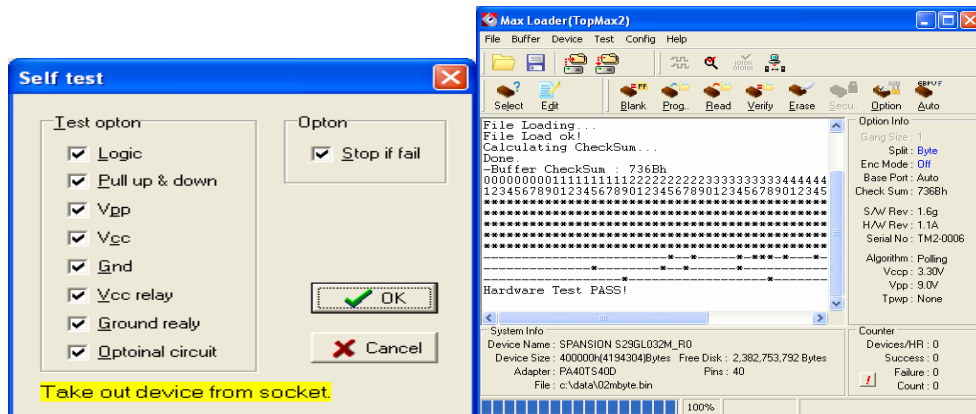 Self test
Test opton
Logic
Pull up & down
Vpp
Vcc
Gnd
Vcc relay
Ground realy
Optoinal circuit
Opton
Stop if fail
OK
Cancel
Take out device from socket.
Max Loader(TopMax2)
File Buffer Device Test Config Help
Select Edit Blank Prog.. Read Verify Erase Secu.. Option Auto
File Loading...
File Load ok!
Calculating CheckSum...
Done.
-Buffer CheckSum : 736Bh
000000000111111111122222222223333333333444444
123456789012345678901234567890123456789012345
*********************************************
*********************************************
*********************************************
*********************************************
*********************************************
Hardware Test PASS!
Option Info
Gang Size : 1
Split : Byte
Enc Mode : Off
Base Port : Auto
Check Sum : 736Bh
S/W Rev : 1.6g
H/W Rev : 1.1A
Serial No : TM2-0006
Algorithm : Polling
Vccp : 3.30V
Vpp : 9.0V
Tpwp : None
System Info
Device Name : SPANSION S29GL032M_R0
Device Size : 400000h(4194304)Bytes Free Disk : 2,382,753,792 Bytes
Adapter : PA40TS40D Pins : 40
File : c:\data\02mbyte.bin
Counter
Devices/HR : 0
Success : 0
Failure : 0
Count : 0
100%